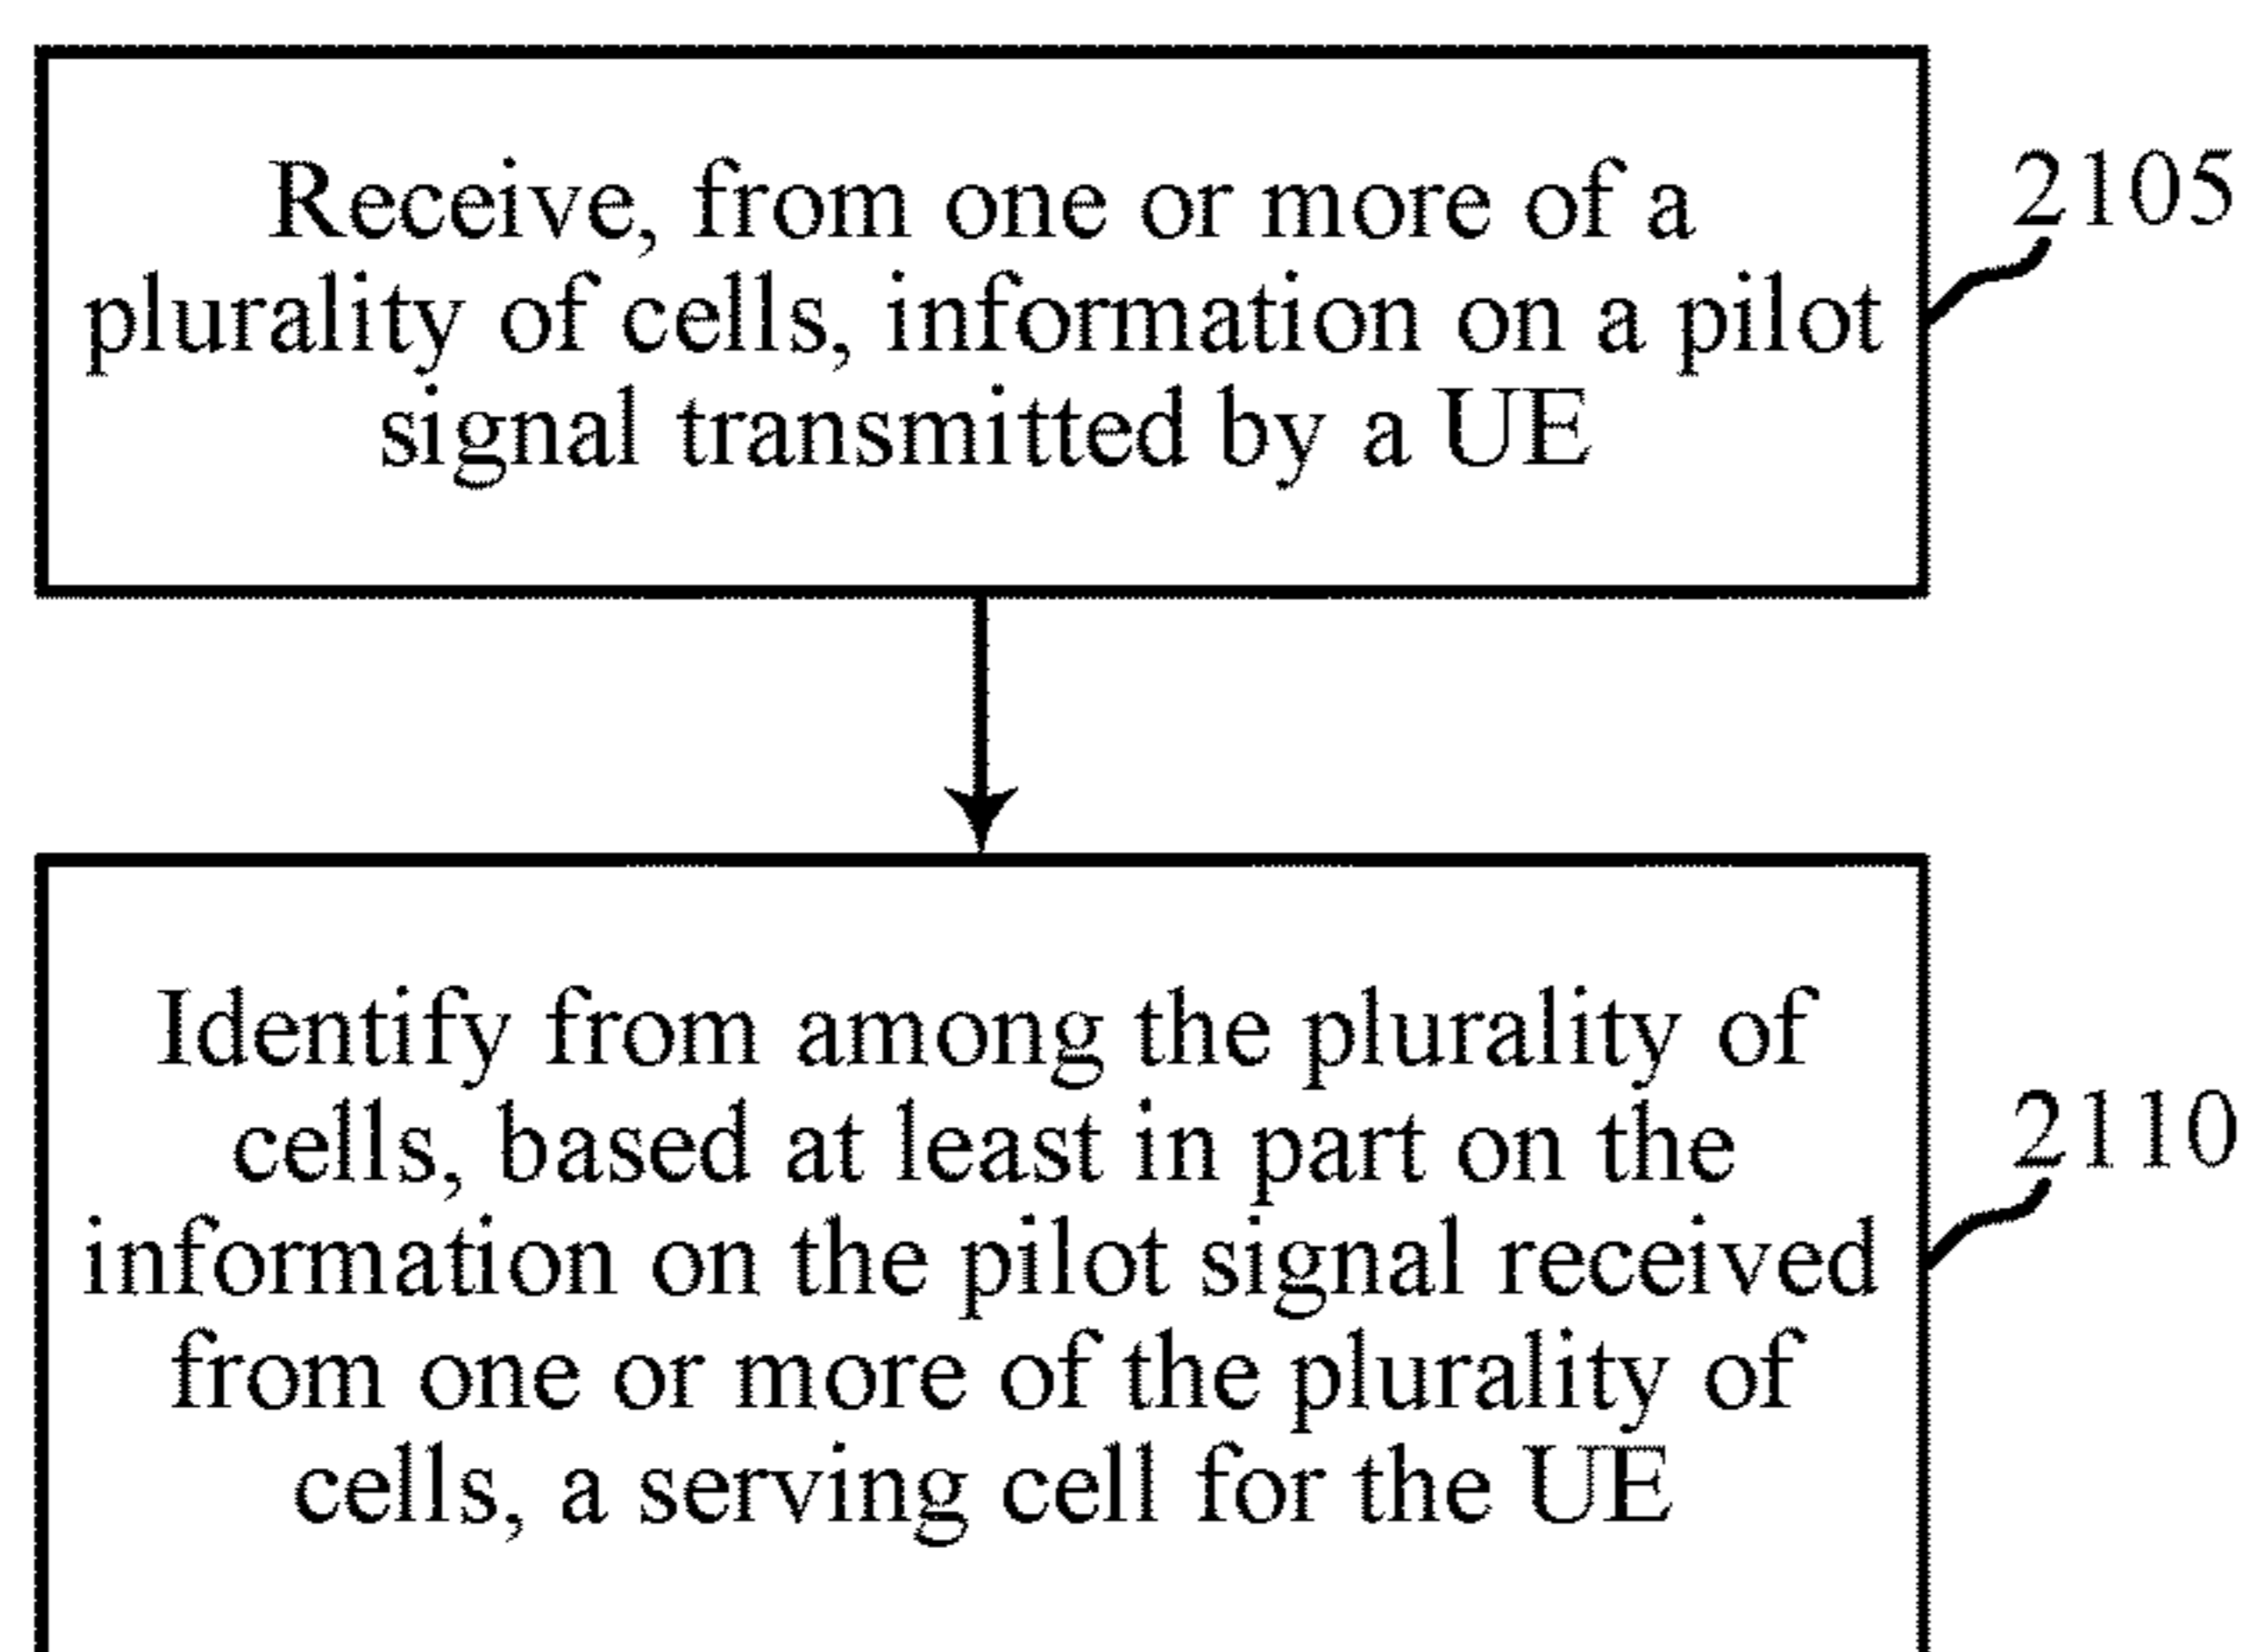 Receive, from one or more of a
plurality of cells, information on a pilot
signal transmitted by a UE
2105
Identify from among the plurality of
cells, based at least in part on the
information on the pilot signal received
from one or more of the plurality of
cells, a serving cell for the UE
2110